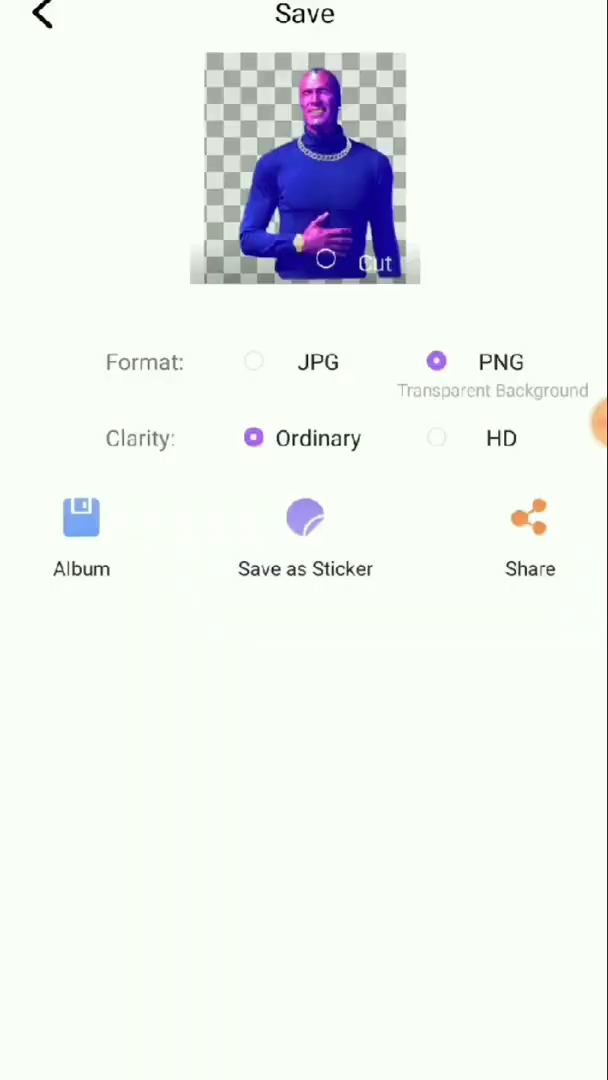 Save
Cut
Format: JPG PNG
Transparent Background
Clarity: Ordinary HD
Album Save as Sticker Share